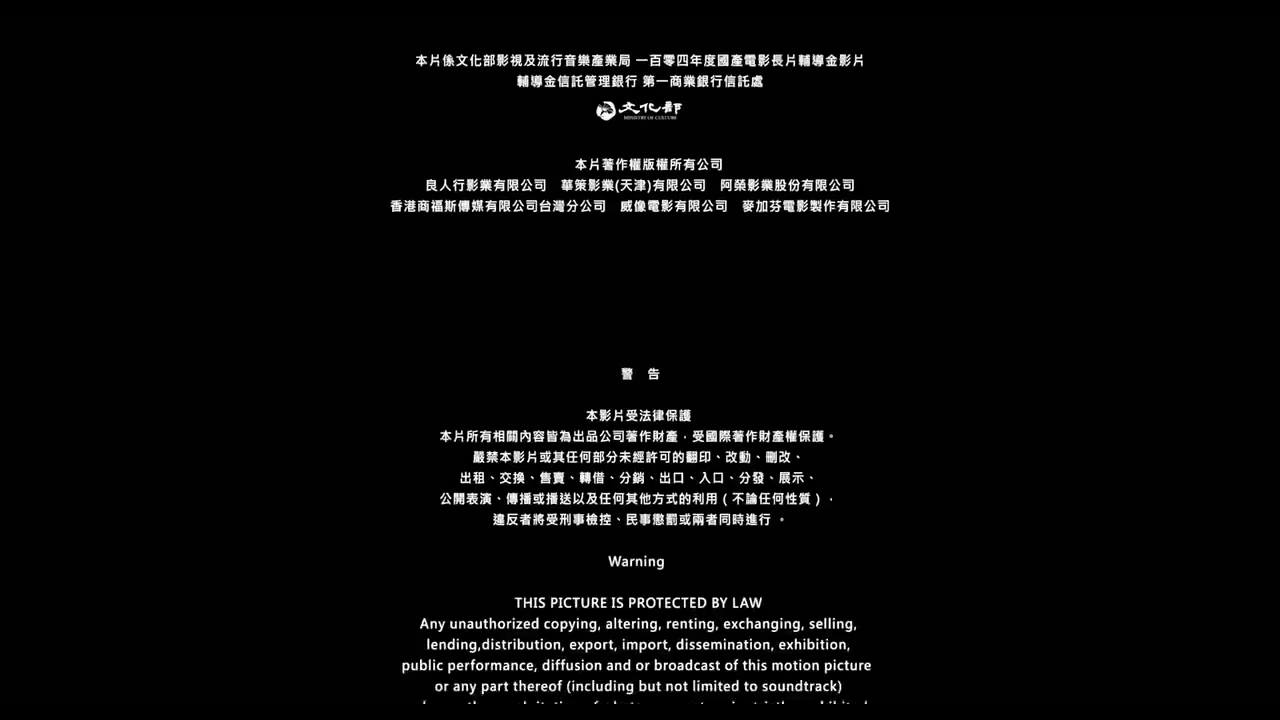 本片係文化部影視及流行音樂產業局 一百零四年度國產電影長片輔導金影片
輔導金信託管理銀行 第一商業銀行信託處
文化部
MINISTRY OF CULTURE
本片著作權版權所有公司
良人行影業有限公司 華策影業(天津)有限公司 阿榮影業股份有限公司
香港商福斯傳媒有限公司台灣分公司 威像電影有限公司 麥加芬電影製作有限公司
警 告
本影片受法律保護
本片所有相關內容皆為出品公司著作財產，受國際著作財產權保護。
嚴禁本影片或其任何部分未經許可的翻印、改動、刪改、
出租、交換、售賣、轉借、分銷、出口、入口、分發、展示、
公開表演、傳播或播送以及任何其他方式的利用（不論任何性質），
違反者將受刑事檢控、民事懲罰或兩者同時進行 。
Warning
THIS PICTURE IS PROTECTED BY LAW
Any unauthorized copying, altering, renting, exchanging, selling,
lending,distribution, export, import, dissemination, exhibition,
public performance, diffusion and or broadcast of this motion picture
or any part thereof (including but not limited to soundtrack)